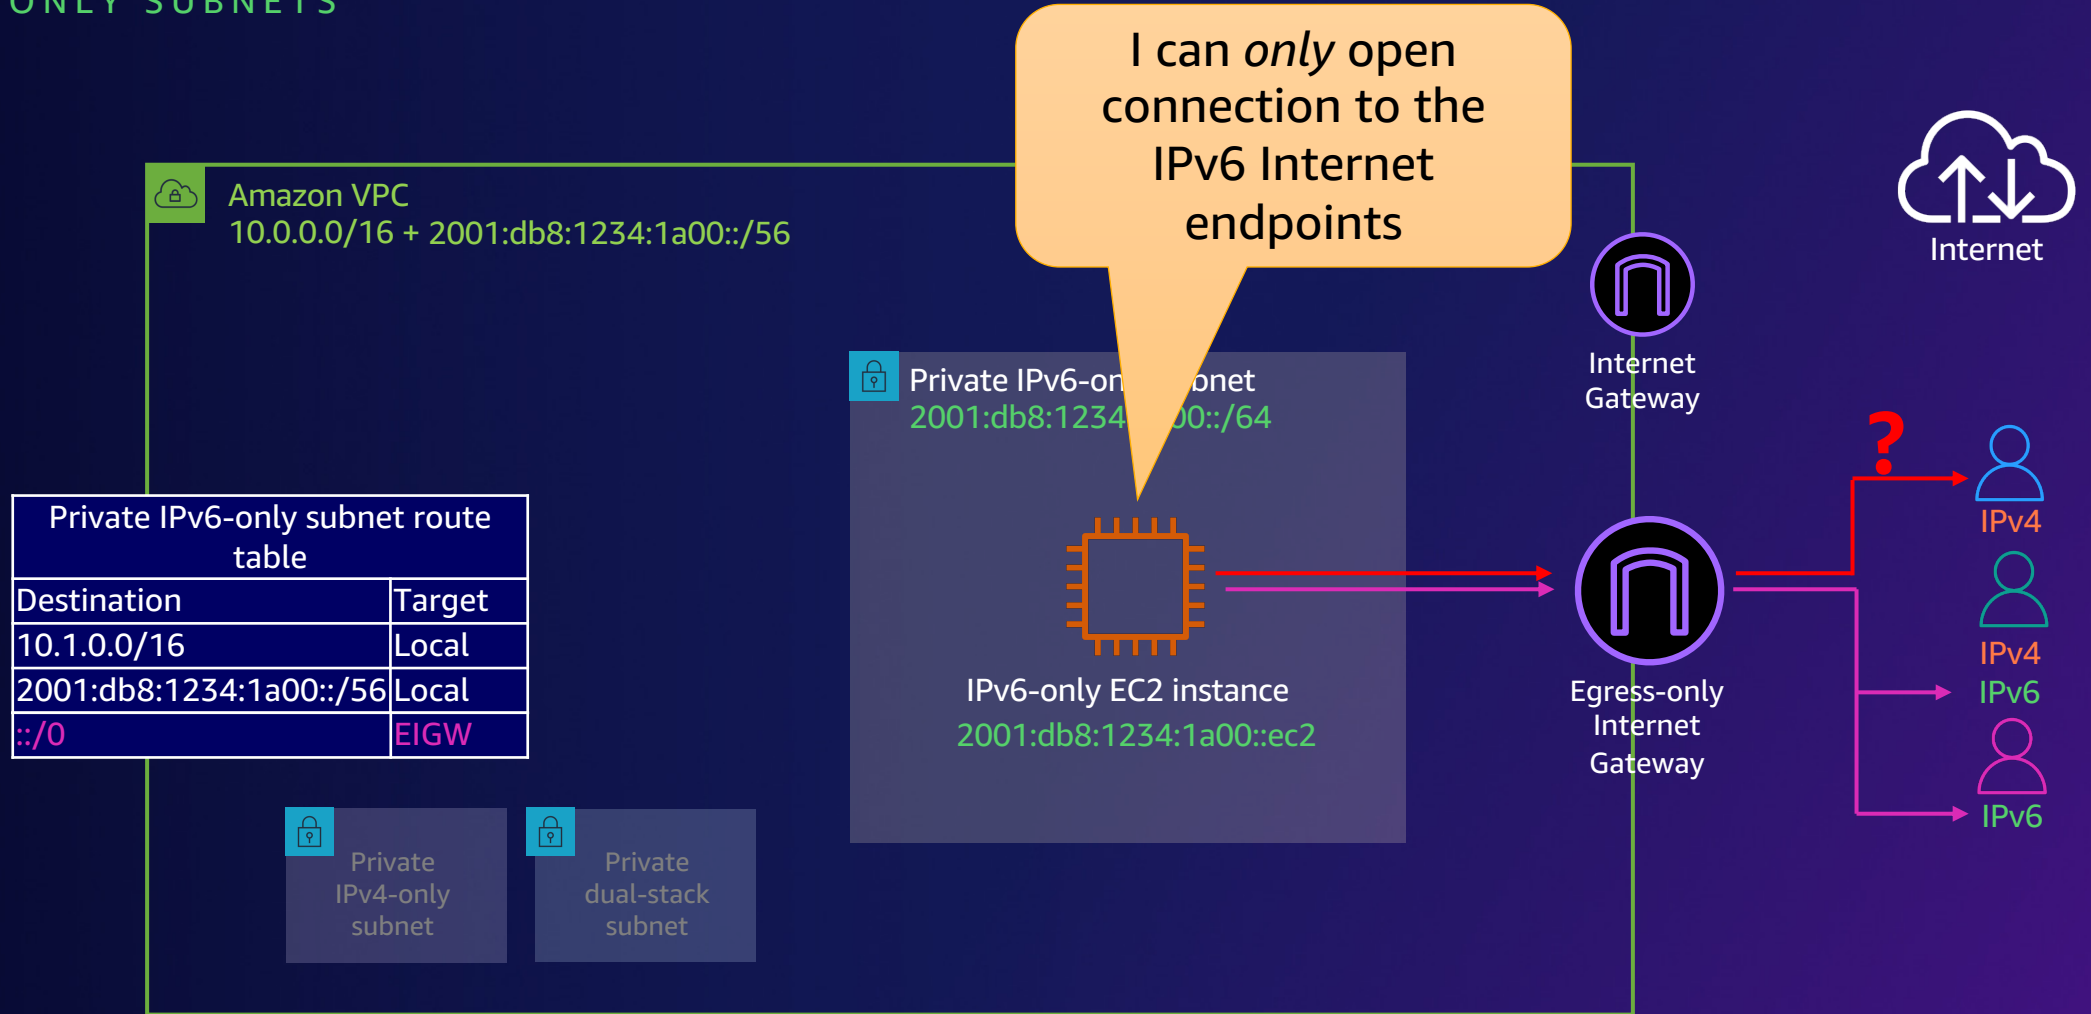 ONLY SUBNETS
I can only open
connection to the
IPv6 Internet
endpoints
Amazon VPC
10.0.0.0/16 + 2001:db8:1234:1a00::/56
Internet
Internet
Gateway
Private IPv6-on bnet
2001:db8:1234 00::/64
?
IPv4
IPv4
IPv6
IPv6
Private IPv6-only subnet route
table
Destination Target
10.1.0.0/16 Local
2001:db8:1234:1a00::/56 Local
::/0 EIGW
IPv6-only EC2 instance
2001:db8:1234:1a00::ec2
Egress-only
Internet
Gateway
Private
IPv4-only
subnet
Private
dual-stack
subnet